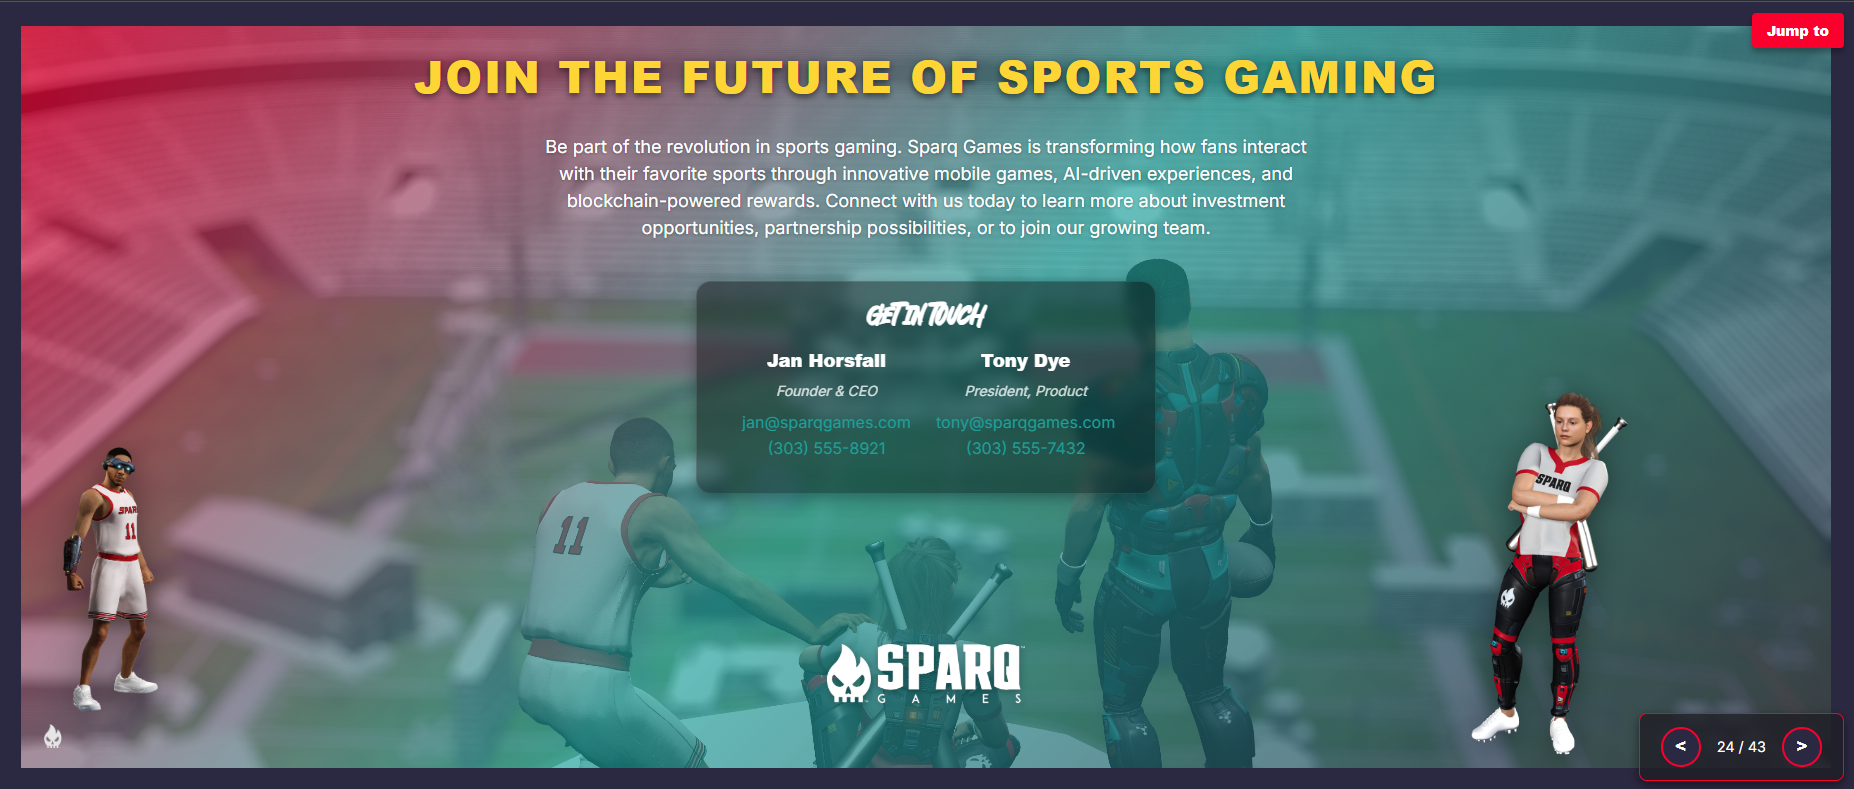 Jump to
JOIN THE FUTURE OF SPORTS GAMING
Be part of the revolution in sports gaming. Sparq Games is transforming how fans interact
with their favorite sports through innovative mobile games, AI-driven experiences, and
blockchain-powered rewards. Connect with us today to learn more about investment
opportunities, partnership possibilities, or to join our growing team.
GET IN TOUCH
Jan Horsfall
Founder & CEO
jan@sparqgames.com
(303) 555-8921
Tony Dye
President, Product
tony@sparqgames.com
(303) 555-7432
SPARQ
11
11
SPARQ
SPARQ
GAMES
< 24 / 43 >